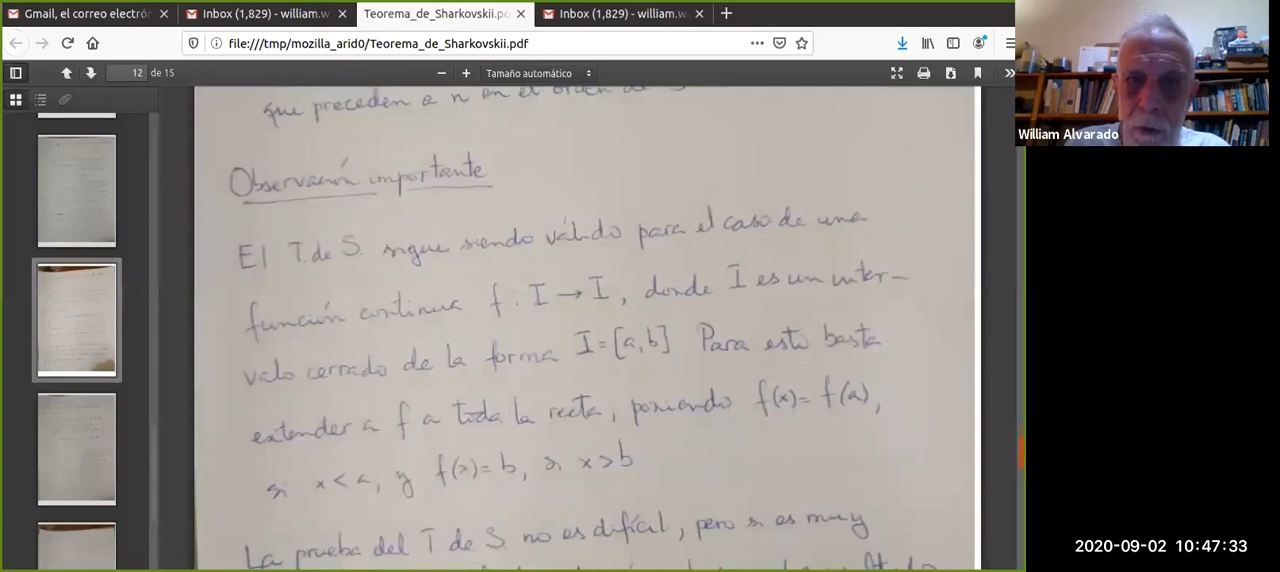 Gmail, el correo electrón
Inbox (1,829) - william.w
Teorema_de_Sharkovskii.pd
Inbox (1,829) - william.w
file:///tmp/mozilla_arid0/Teorema_de_Sharkovskii.pdf
12 de 15
Tamaño automático
William Alvarado
que preceden a n en el orden de S
Observación importante
El T. de S. sigue siendo válido para el caso de una
función continua f : I → I, donde I es un inter-
valo cerrado de la forma I = [a, b] Para esto basta
extender a f a toda la recta, poniendo f(x) = f(a),
si x < a, y f(x) = b, si x > b
La prueba del T de S. no es difícil, pero si es muy
2020-09-02 10:47:33